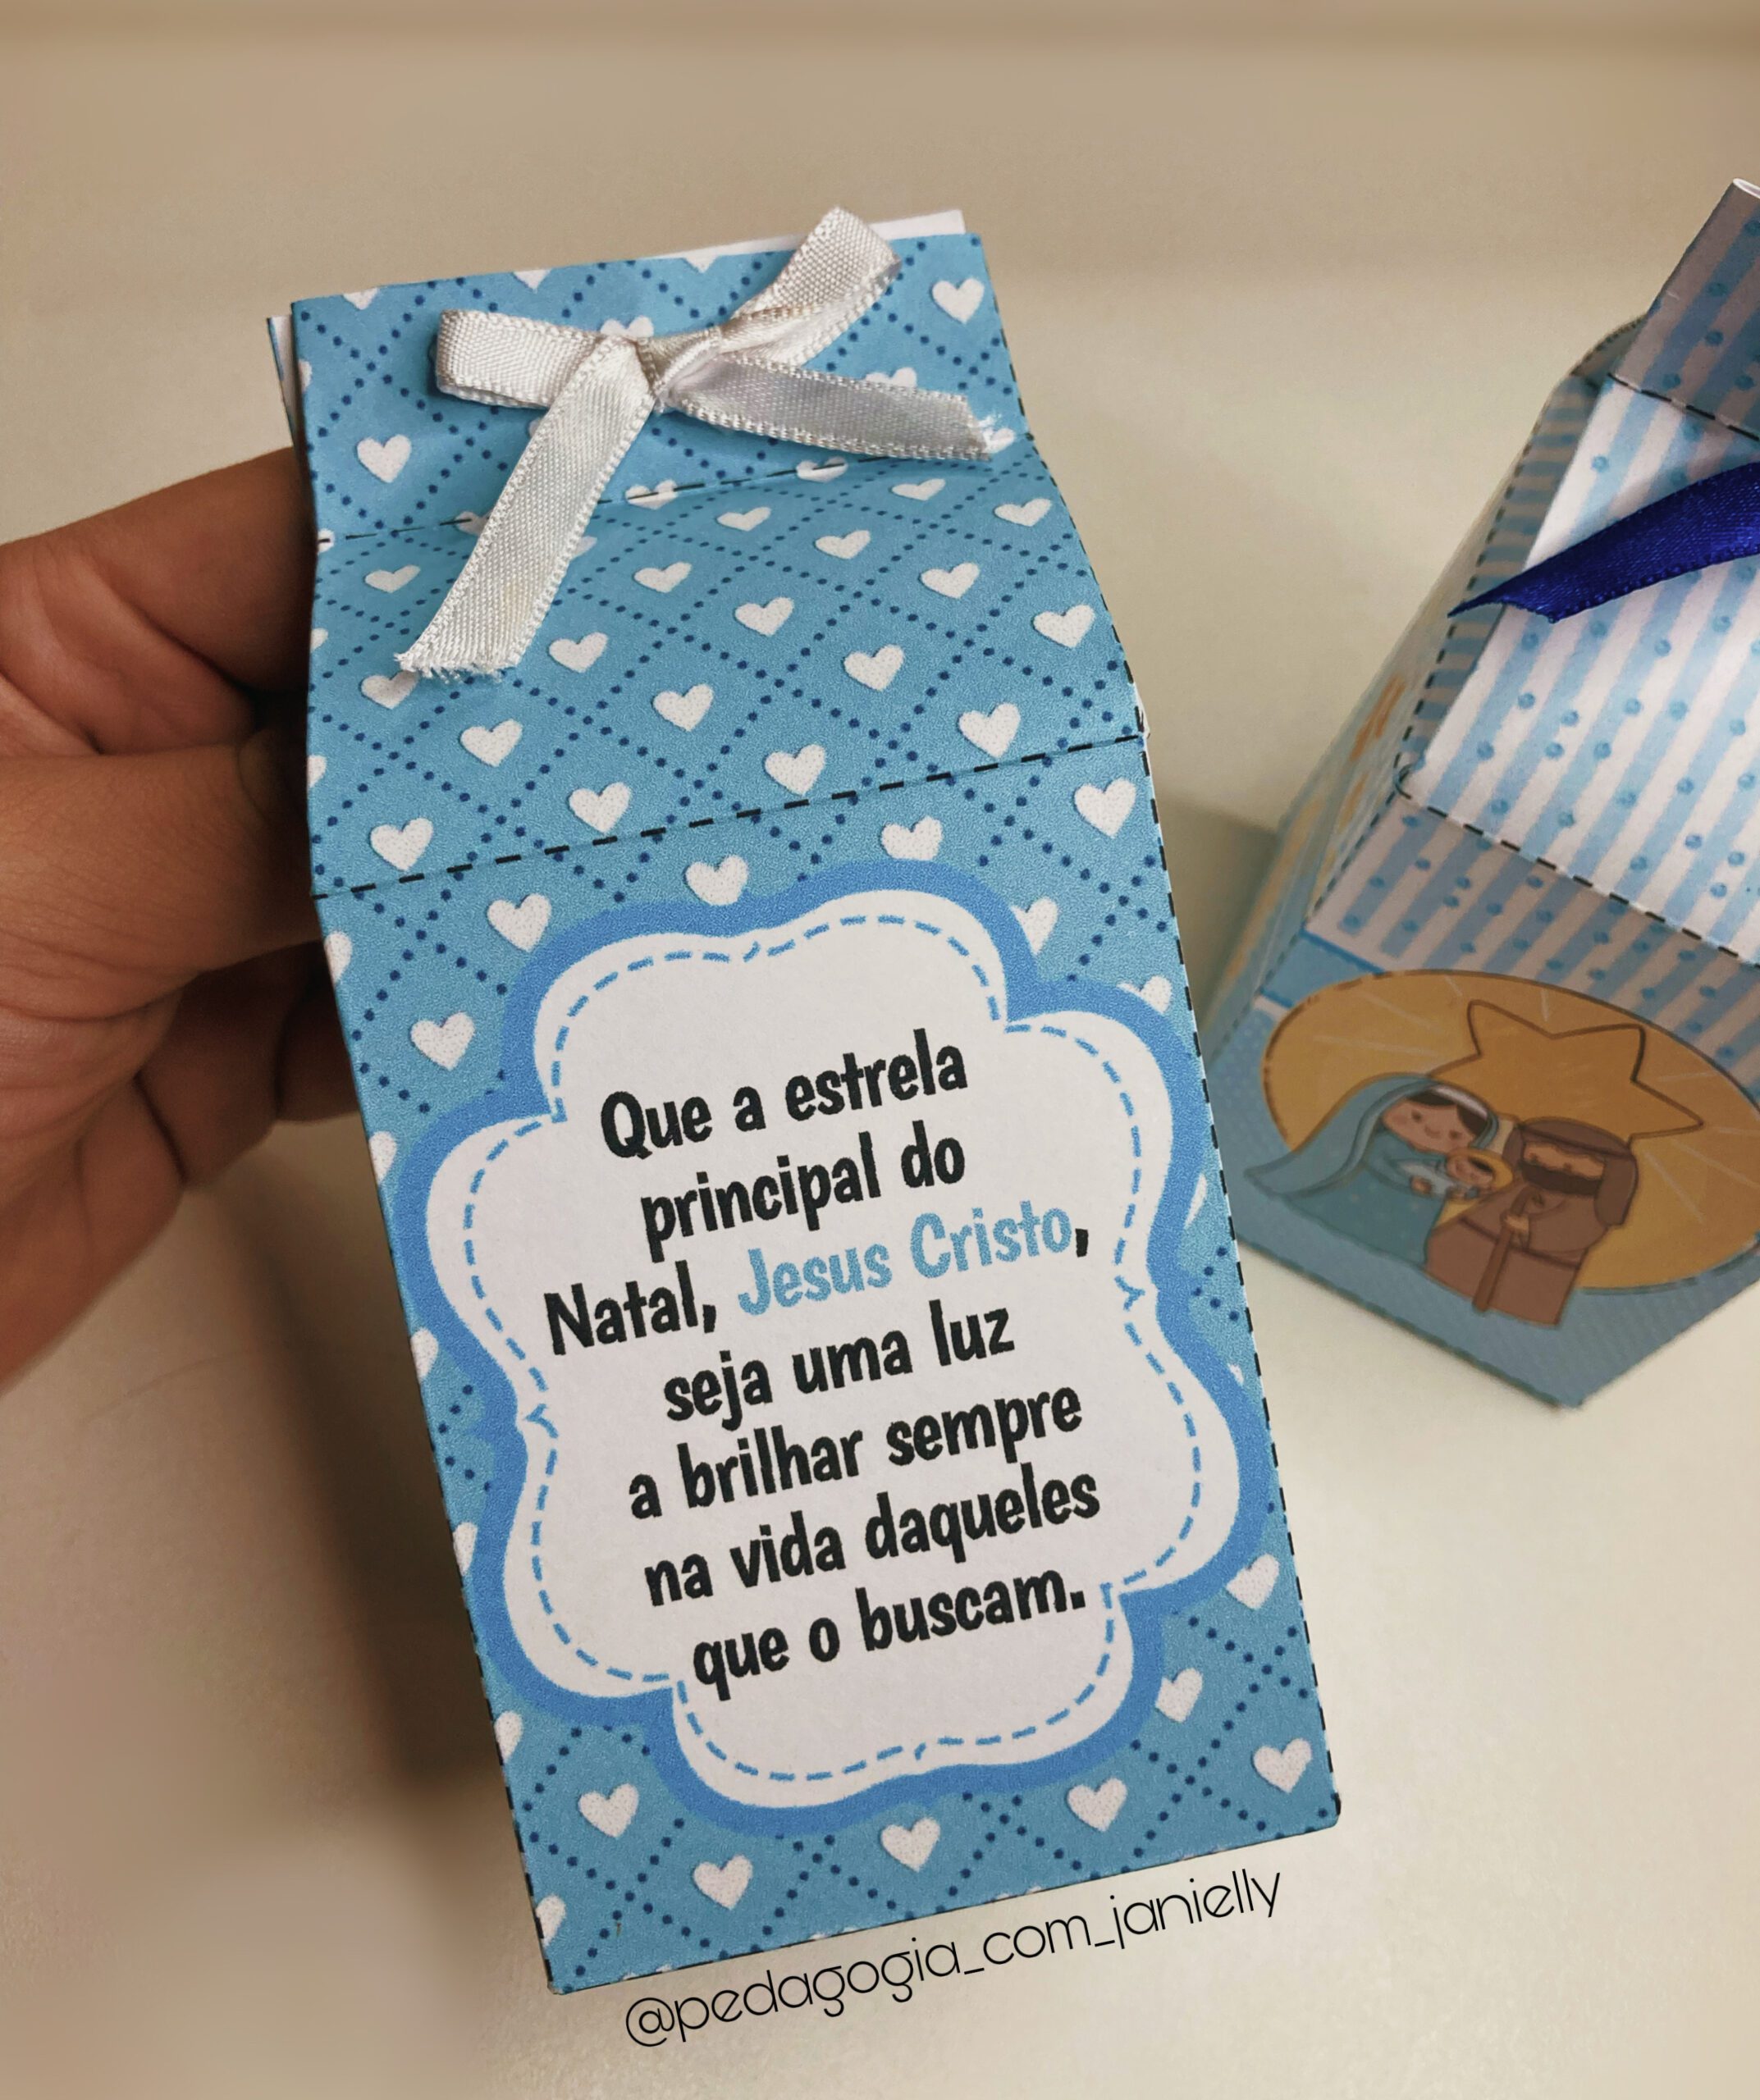 Que a estrela
principal do
Natal, Jesus Cristo,
seja uma luz
a brilhar sempre
na vida daqueles
que o buscam.
@pedagogia_com_janielly